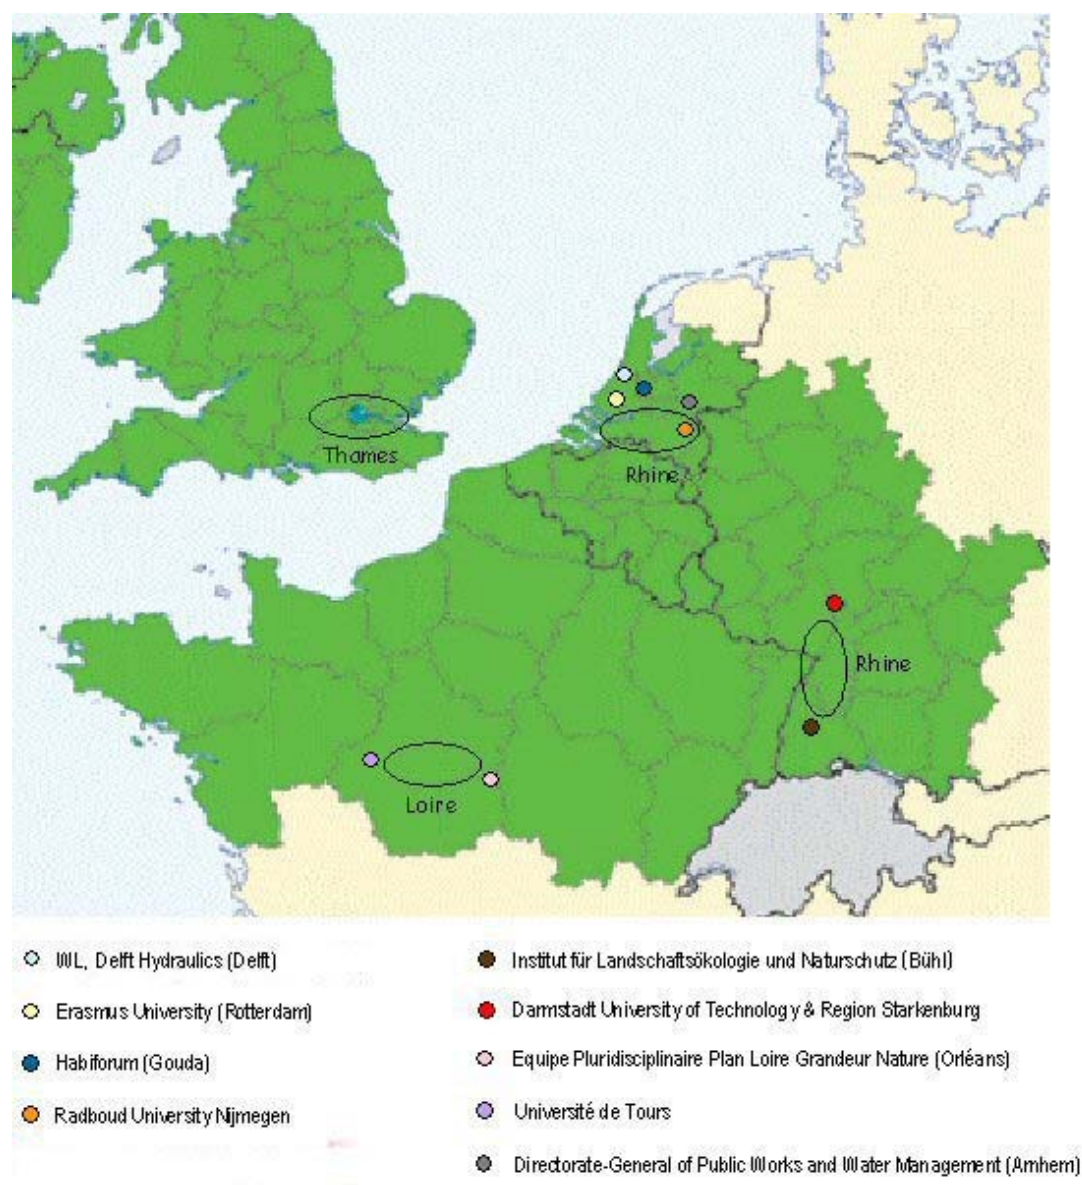 Thames
Rhine
Rhine
Loire
WL, Delft Hydraulics (Delft)
Erasmus University (Rotterdam)
Habiforum (Gouda)
Radboud University Nijmegen
Institut für Landschaftsökologie und Naturschutz (Bühl)
Darmstadt University of Technology & Region Starkenburg
Equipe Pluridisciplinaire Plan Loire Grandeur Nature (Orléans)
Université de Tours
Directorate-General of Public Works and Water Management (Arnhem)